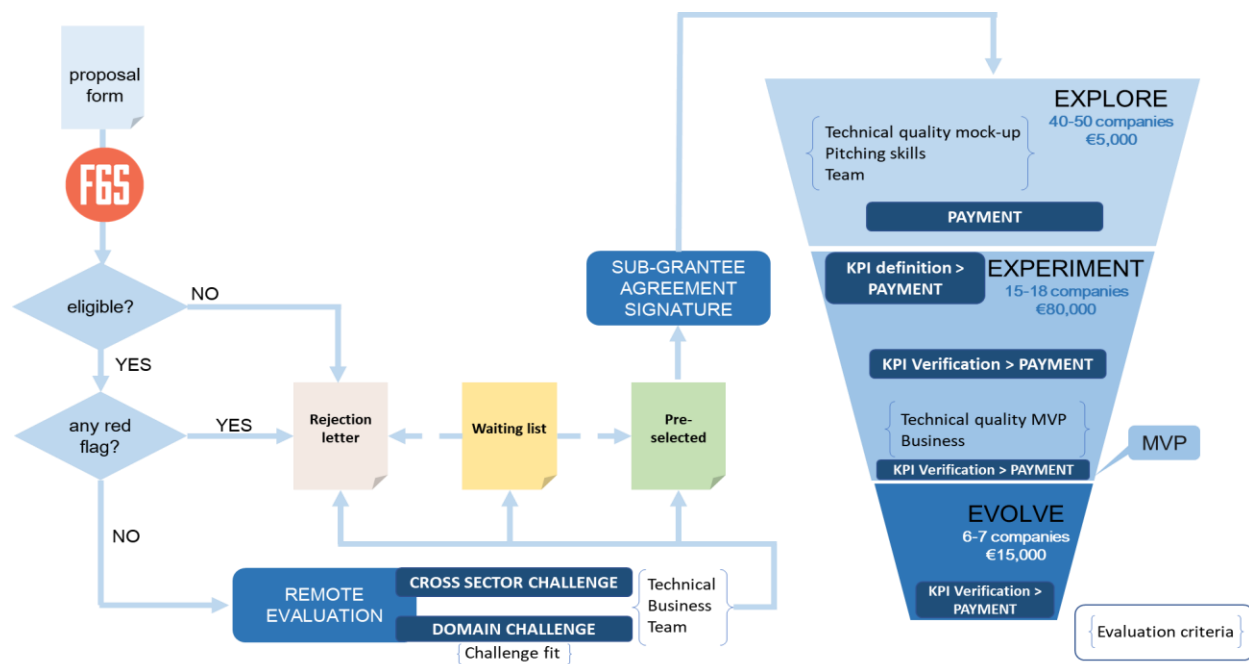 proposal
form
F6S
eligible?
NO
YES
any red
flag?
YES
NO
Rejection
letter
Waiting list
Pre-
selected
REMOTE
EVALUATION
CROSS SECTOR CHALLENGE
DOMAIN CHALLENGE
Challenge fit
Technical
Business
Team
SUB-GRANTEE
AGREEMENT
SIGNATURE
EXPLORE
40-50 companies
€5,000
Technical quality mock-up
Pitching skills
Team
PAYMENT
KPI definition >
PAYMENT
EXPERIMENT
15-18 companies
€80,000
KPI Verification > PAYMENT
Technical quality MVP
Business
KPI Verification > PAYMENT
MVP
EVOLVE
6-7 companies
€15,000
KPI Verification >
PAYMENT
Evaluation criteria